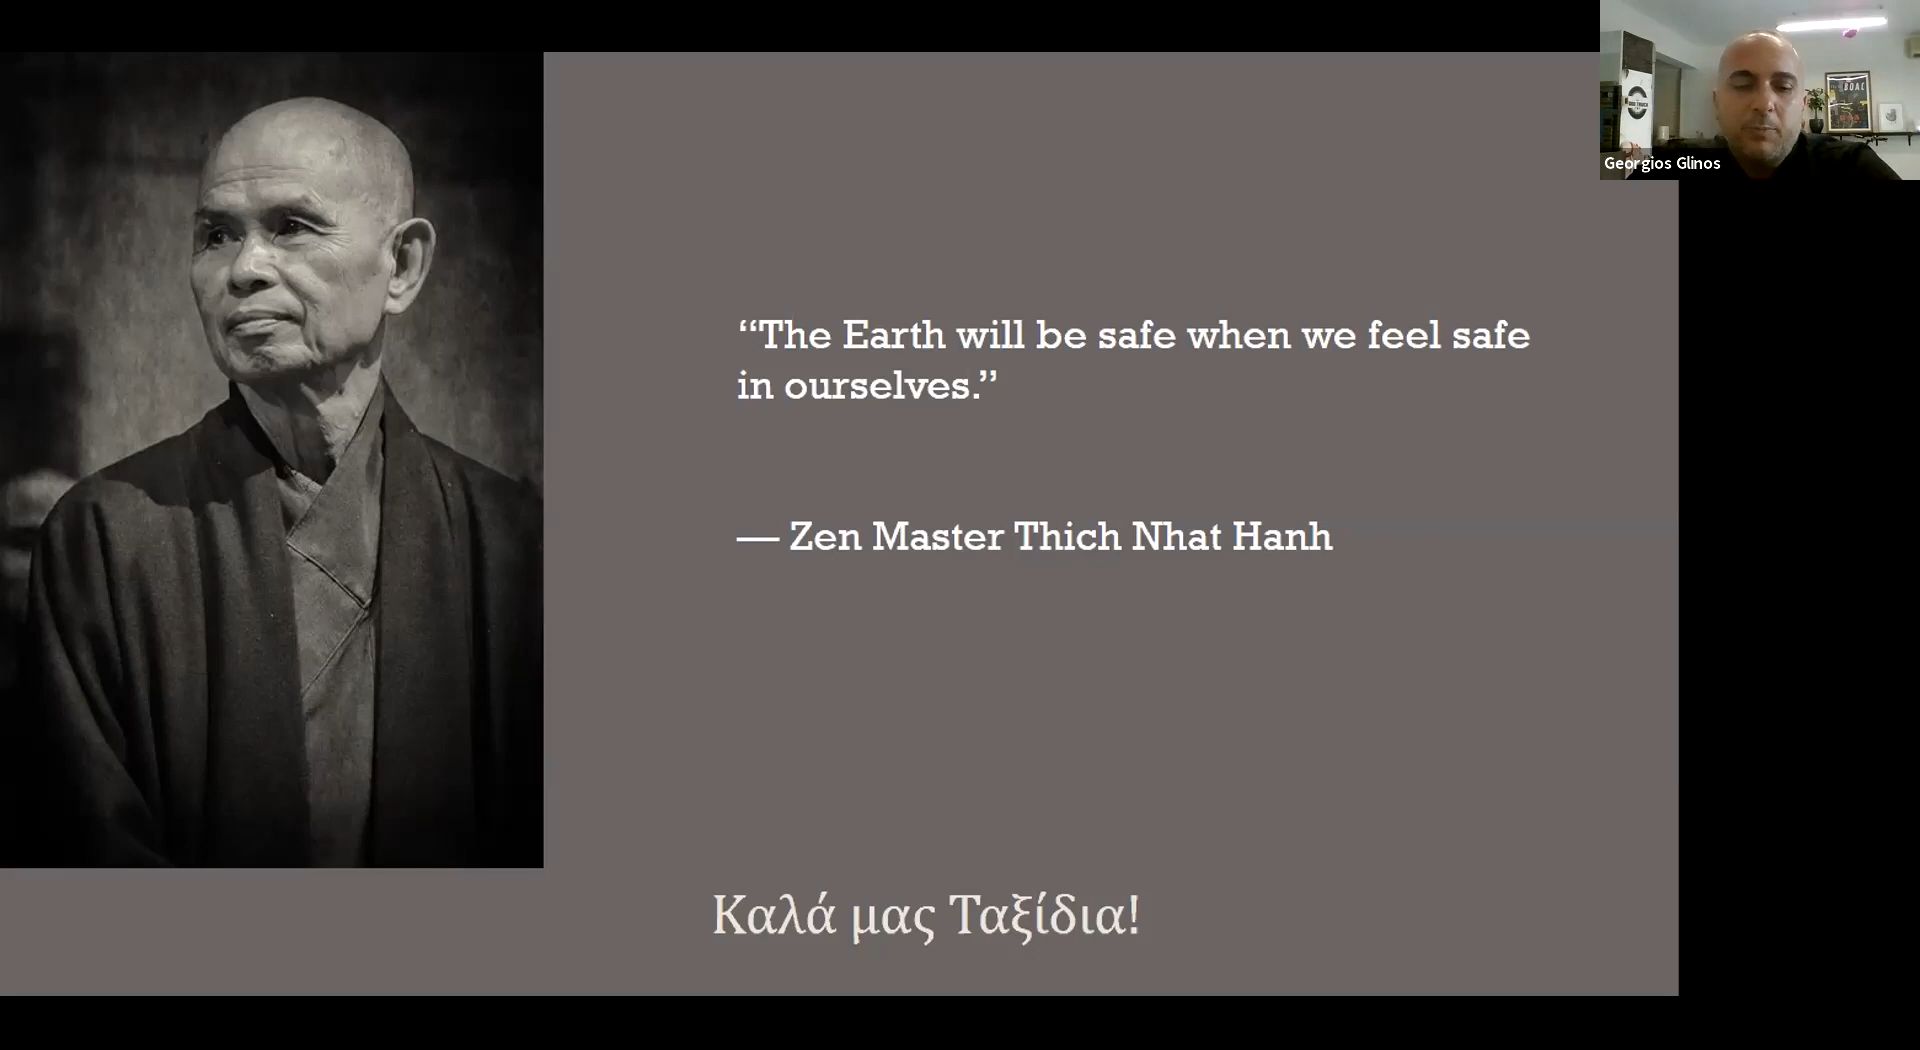 “The Earth will be safe when we feel safe
in ourselves.”
— Zen Master Thich Nhat Hanh
Καλά μας Ταξίδια!
Georgios Glinos
BOAL